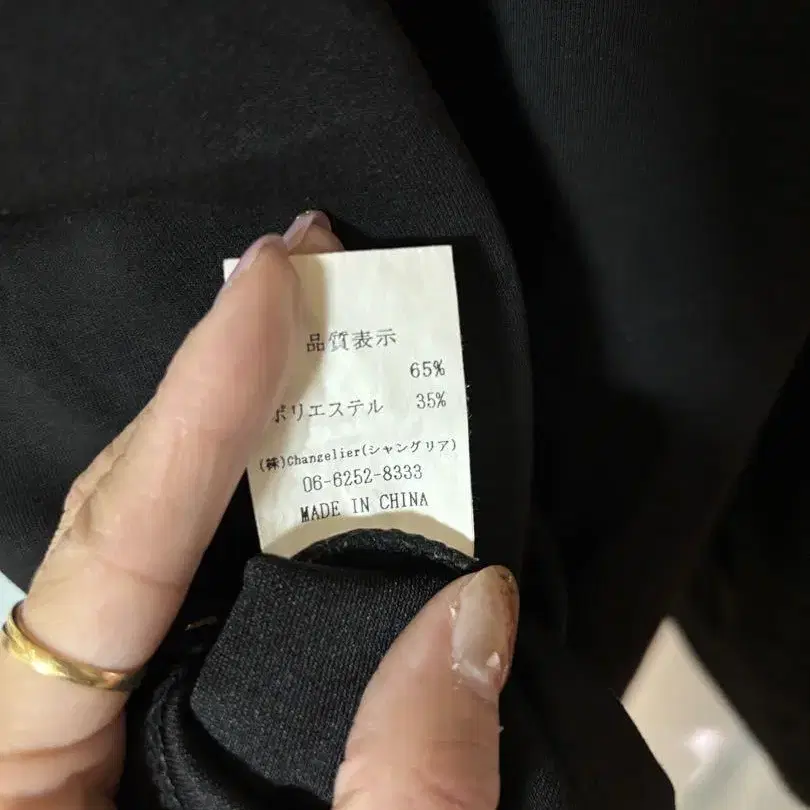 品質表示
65%
ポリエステル 35%
(株)Changelier(シャングリア)
06-6252-8333
MADE IN CHINA